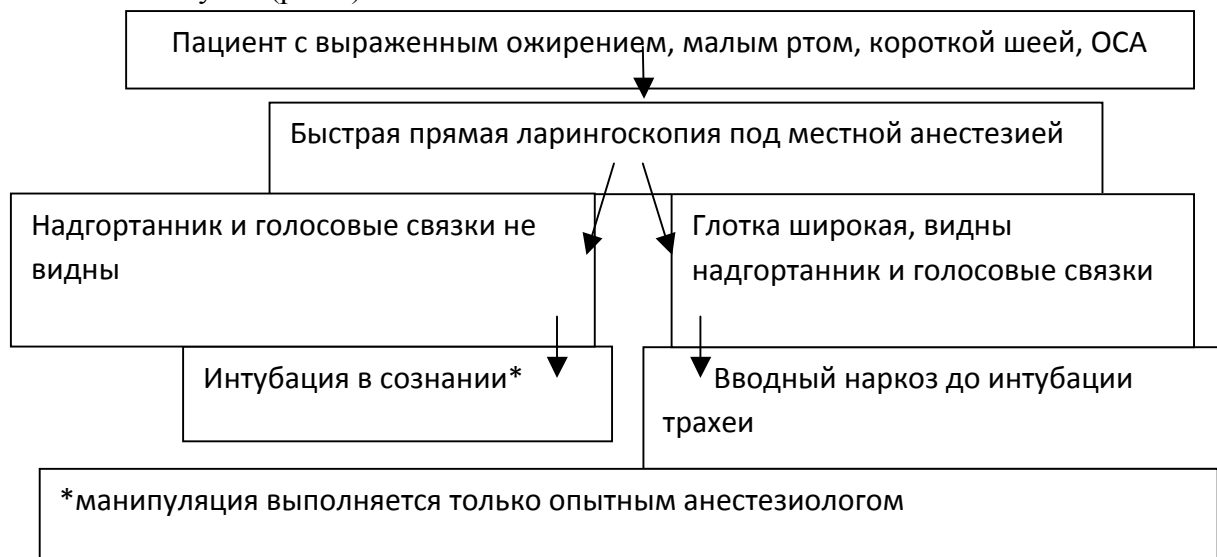 Пациент с выраженным ожирением, малым ртом, короткой шеей, ОСА
Быстрая прямая ларингоскопия под местной анестезией
Надгортанник и голосовые связки не
видны
Глотка широкая, видны
надгортанник и голосовые связки
Интубация в сознании*
Вводный наркоз до интубации
трахеи
*манипуляция выполняется только опытным анестезиологом